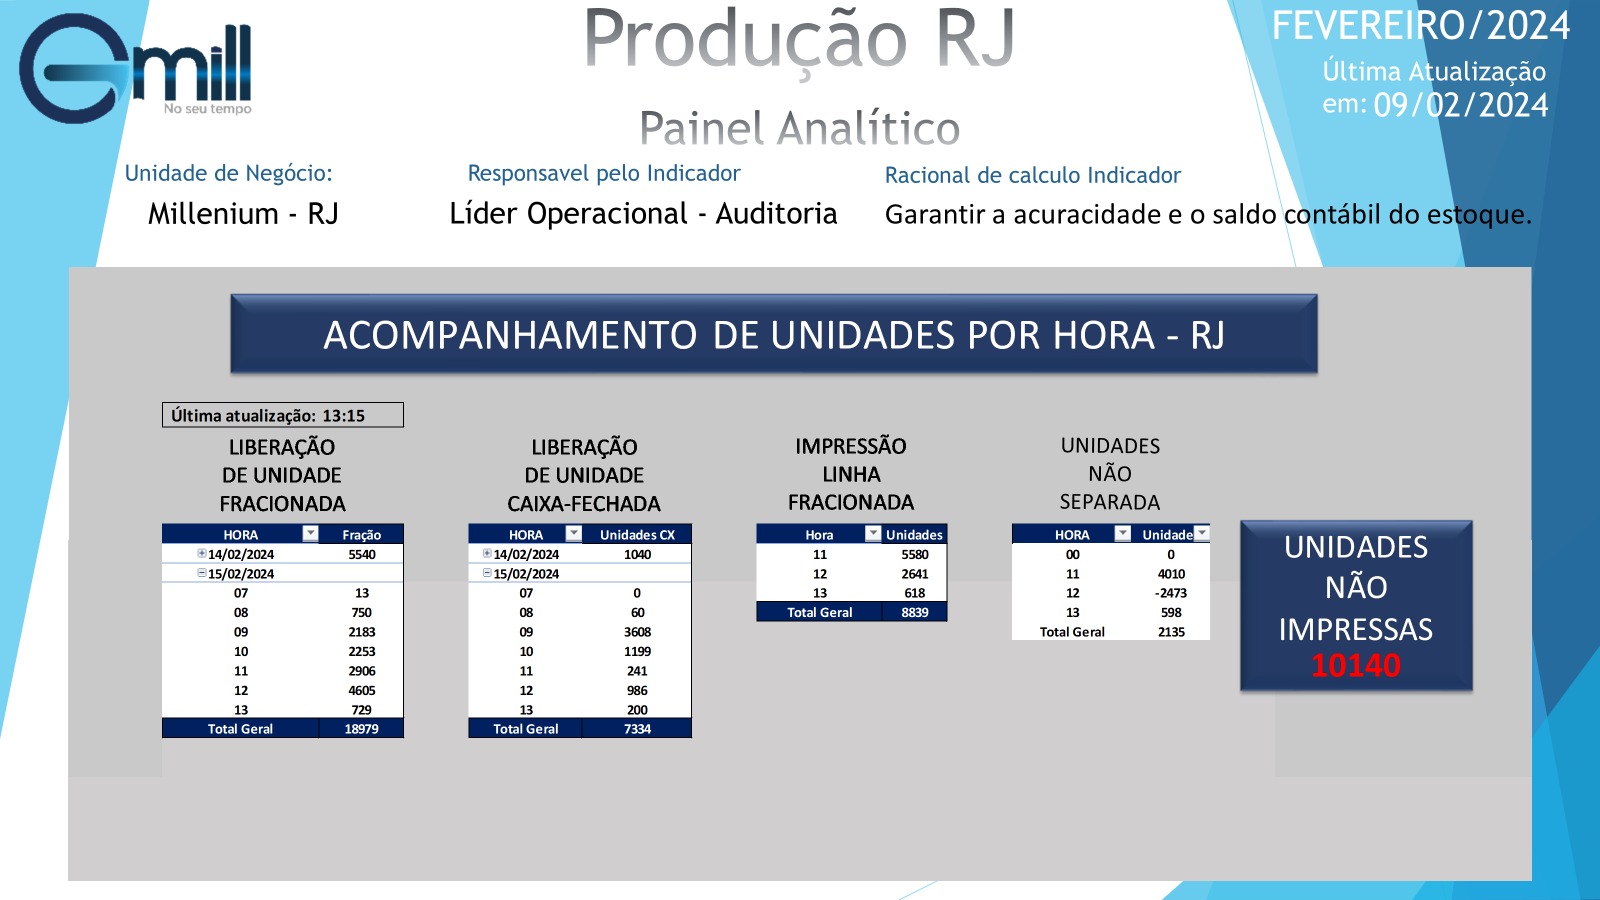 Gmill
No seu tempo
Produção RJ
Painel Analítico
FEVEREIRO/2024
Última Atualização
em: 09/02/2024
Unidade de Negócio:
Millenium - RJ
Responsavel pelo Indicador
Líder Operacional - Auditoria
Racional de calculo Indicador
Garantir a acuracidade e o saldo contábil do estoque.
ACOMPANHAMENTO DE UNIDADES POR HORA - RJ
Última atualização: 13:15
LIBERAÇÃO
DE UNIDADE
FRACIONADA
HORA Fração
14/02/2024 5540
15/02/2024
07 13
08 750
09 2183
10 2253
11 2906
12 4605
13 729
Total Geral 18979
LIBERAÇÃO
DE UNIDADE
CAIXA-FECHADA
HORA Unidades CX
14/02/2024 1040
15/02/2024
07 0
08 60
09 3608
10 1199
11 241
12 986
13 200
Total Geral 7334
IMPRESSÃO
LINHA
FRACIONADA
Hora Unidades
11 5580
12 2641
13 618
Total Geral 8839
UNIDADES
NÃO
SEPARADA
HORA Unidade
00 0
11 4010
12 -2473
13 598
Total Geral 2135
UNIDADES
NÃO
IMPRESSAS
10140